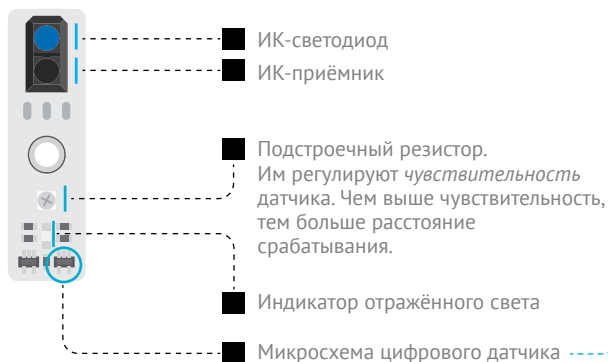 ИК-светодиод
ИК-приёмник
Подстроечный резистор.
Им регулируют чувствительность
датчика. Чем выше чувствительность,
тем больше расстояние
срабатывания.
Индикатор отражённого света
Микросхема цифрового датчика